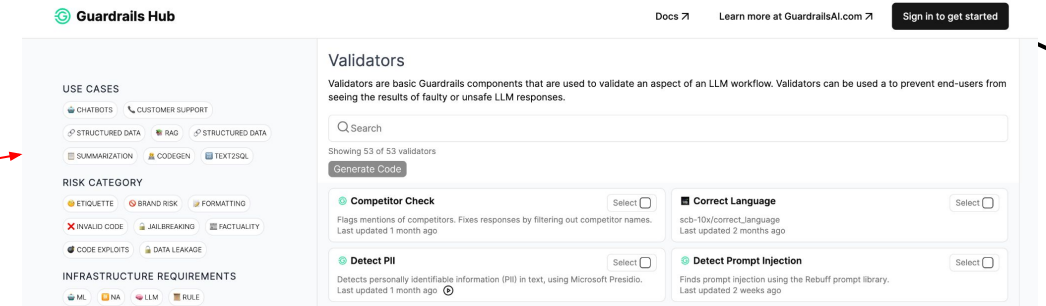 Guardrails Hub
Docs
Learn more at GuardrailsAI.com
Sign in to get started
USE CASES
CHATBOTS
CUSTOMER SUPPORT
STRUCTURED DATA
RAG
STRUCTURED DATA
SUMMARIZATION
CODEGEN
TEXT2SQL
RISK CATEGORY
ETIQUETTE
BRAND RISK
FORMATTING
INVALID CODE
JAILBREAKING
FACTUALITY
CODE EXPLOITS
DATA LEAKAGE
INFRASTRUCTURE REQUIREMENTS
ML
NA
LLM
RULE
Validators
Validators are basic Guardrails components that are used to validate an aspect of an LLM workflow. Validators can be used a to prevent end-users from
seeing the results of faulty or unsafe LLM responses.
Search
Showing 53 of 53 validators
Generate Code
Competitor Check
Select
Flags mentions of competitors. Fixes responses by filtering out competitor names.
Last updated 1 month ago
Correct Language
Select
scb-10x/correct_language
Last updated 2 months ago
Detect PII
Select
Detects personally identifiable information (PII) in text, using Microsoft Presidio.
Last updated 1 month ago
Detect Prompt Injection
Select
Finds prompt injection using the Rebuff prompt library.
Last updated 2 weeks ago